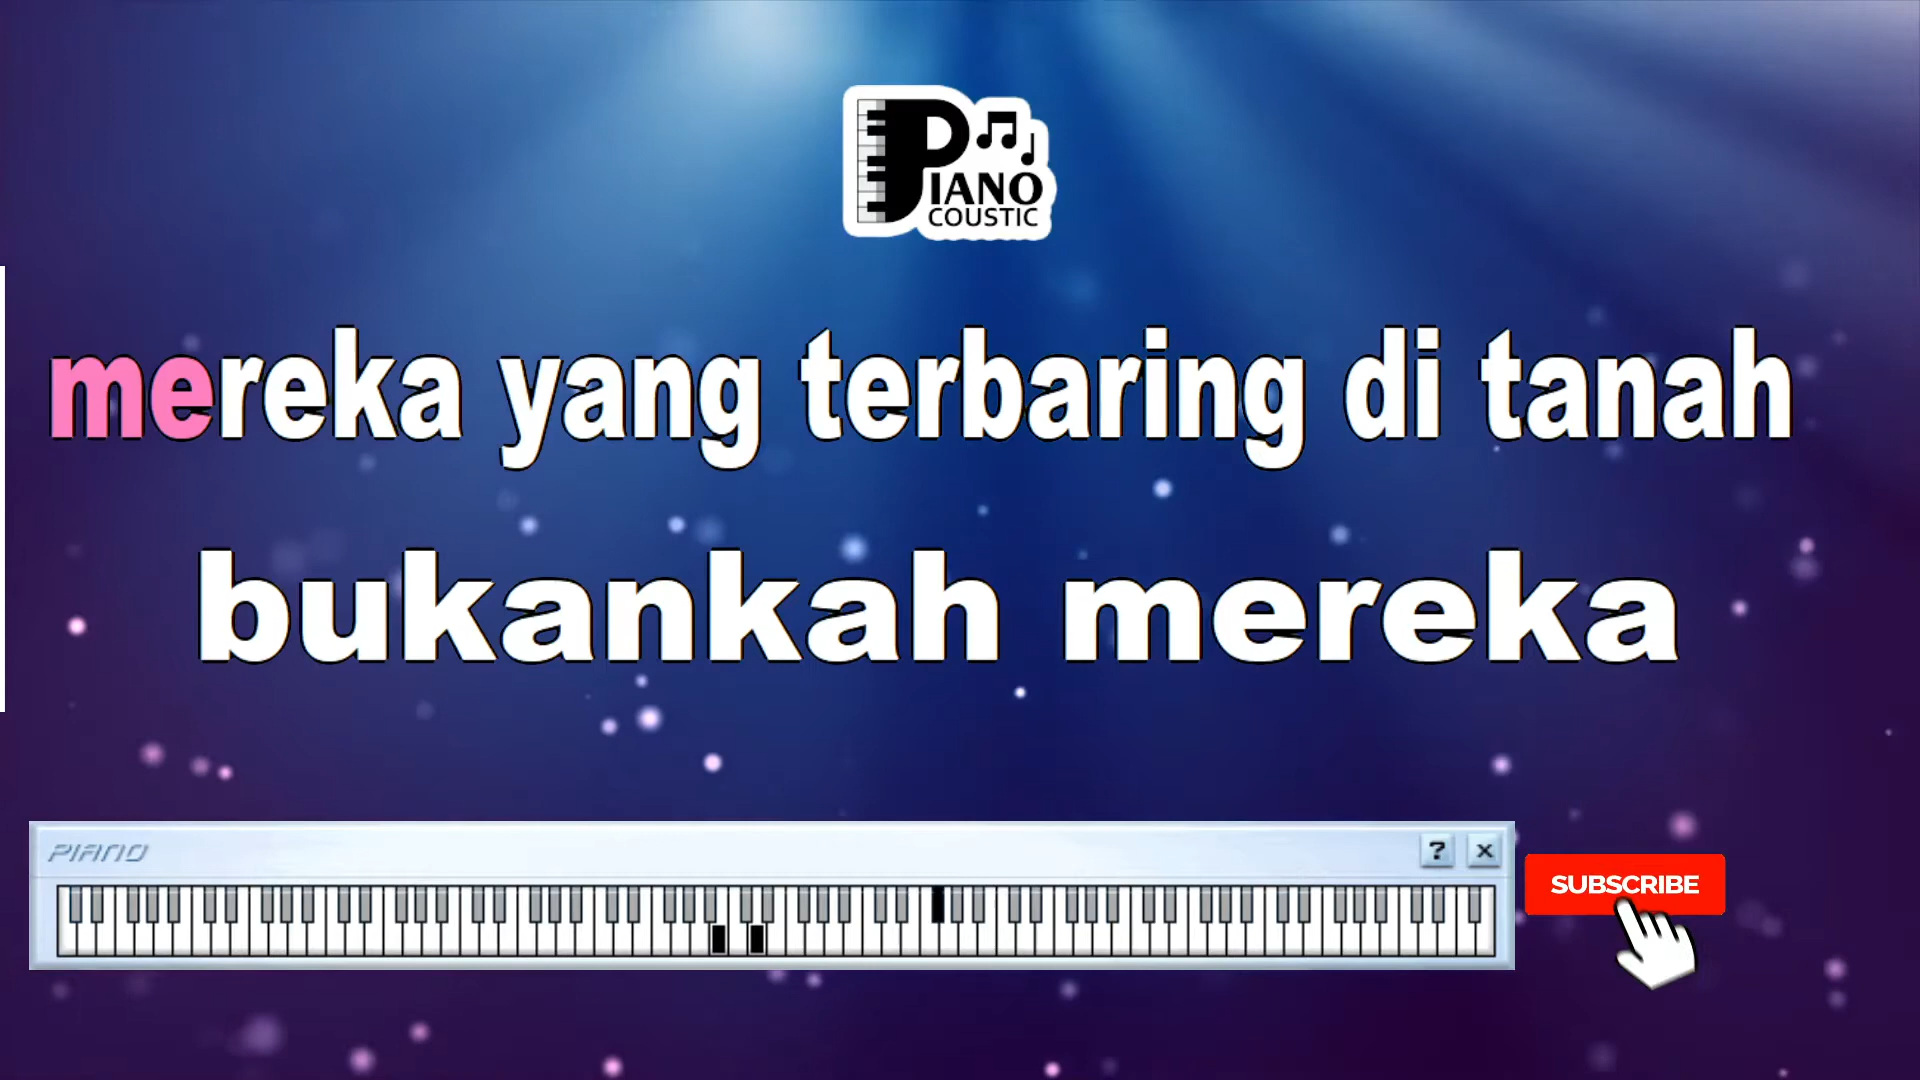 PIANO
COUSTIC
mereka yang terbaring di tanah
bukankah mereka
PIANO
?
X
SUBSCRIBE